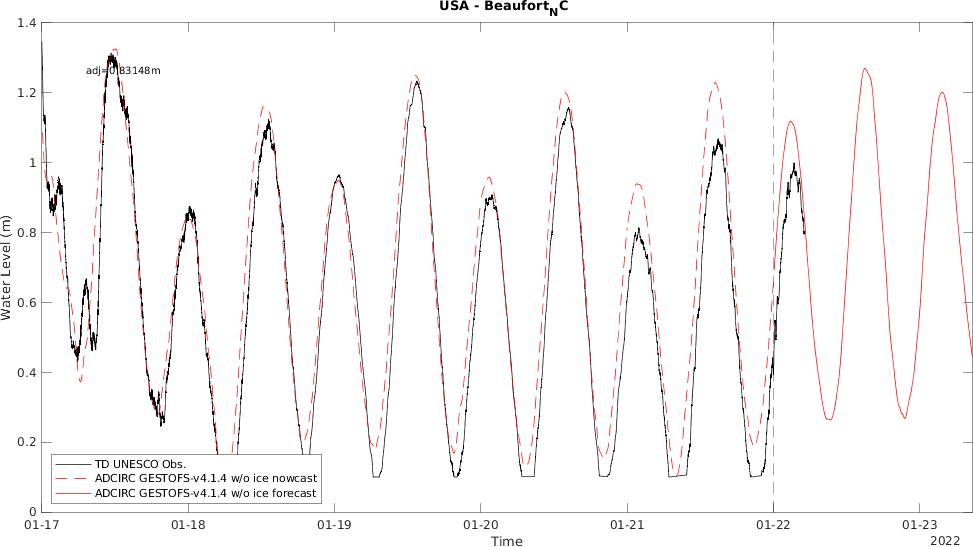 USA - Beaufort_NC
1.4
1.2
1
0.8
0.6
0.4
0.2
0
Water Level (m)
adj=0.83148m
TD UNESCO Obs.
ADCIRC GESTOFS-v4.1.4 w/o ice nowcast
ADCIRC GESTOFS-v4.1.4 w/o ice forecast
01-17 01-18 01-19 01-20 01-21 01-22 01-23
Time
2022